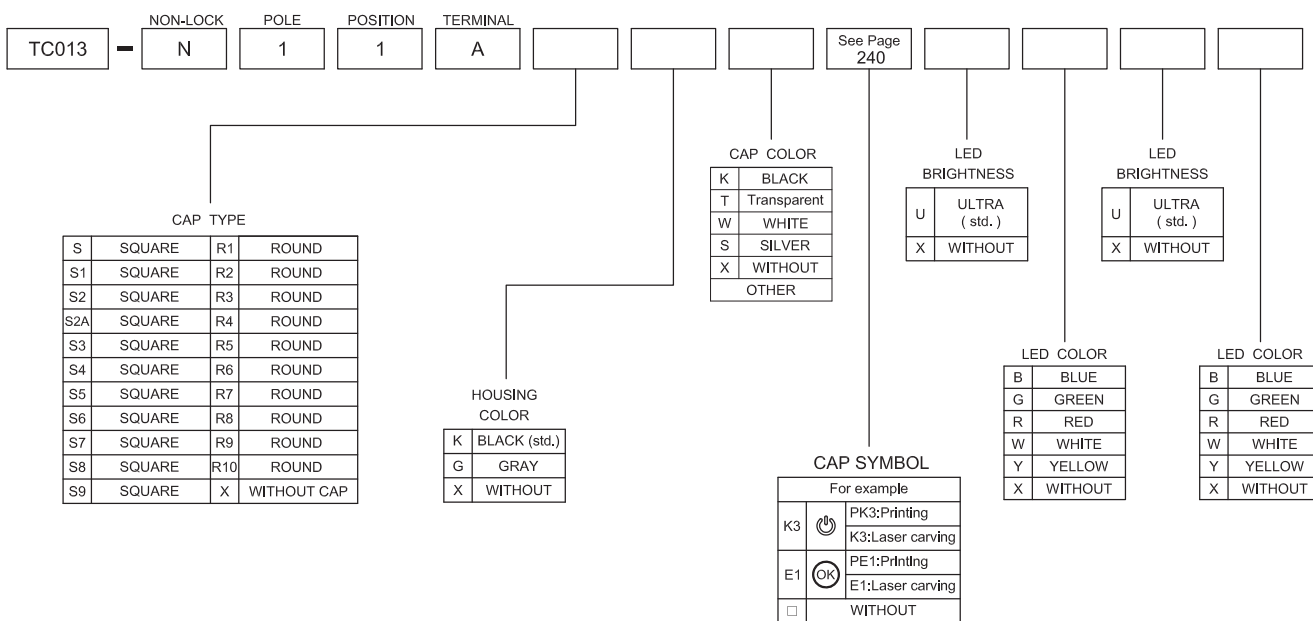 NON-LOCK POLE POSITION TERMINAL
TC013 - N 1 1 A See Page 240
CAP TYPE
S SQUARE R1 ROUND
S1 SQUARE R2 ROUND
S2 SQUARE R3 ROUND
S2A SQUARE R4 ROUND
S3 SQUARE R5 ROUND
S4 SQUARE R6 ROUND
S5 SQUARE R7 ROUND
S6 SQUARE R8 ROUND
S7 SQUARE R9 ROUND
S8 SQUARE R10 ROUND
S9 SQUARE X WITHOUT CAP
HOUSING
COLOR
K BLACK (std.)
G GRAY
X WITHOUT
CAP COLOR
K BLACK
T Transparent
W WHITE
S SILVER
X WITHOUT
OTHER
CAP SYMBOL
For example
K3 PK3:Printing
K3:Laser carving
E1 OK PE1:Printing
E1:Laser carving
□ WITHOUT
LED
BRIGHTNESS
U ULTRA
( std. )
X WITHOUT
LED COLOR
B BLUE
G GREEN
R RED
W WHITE
Y YELLOW
X WITHOUT
LED
BRIGHTNESS
U ULTRA
( std. )
X WITHOUT
LED COLOR
B BLUE
G GREEN
R RED
W WHITE
Y YELLOW
X WITHOUT